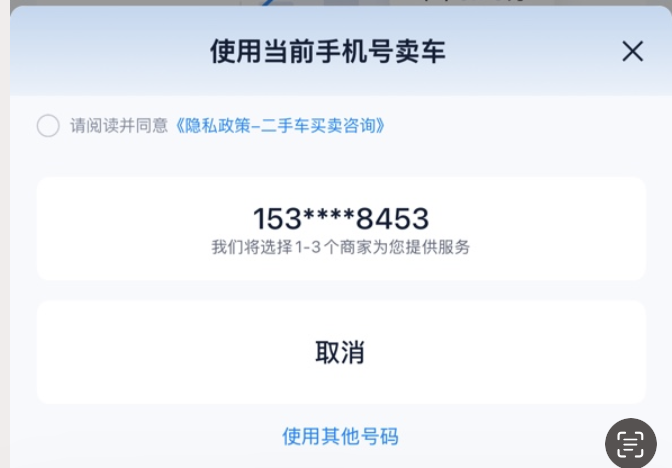 使用当前手机号卖车
请阅读并同意《隐私政策-二手车买卖咨询》
153****8453
我们将选择1-3个商家为您提供服务
取消
使用其他号码